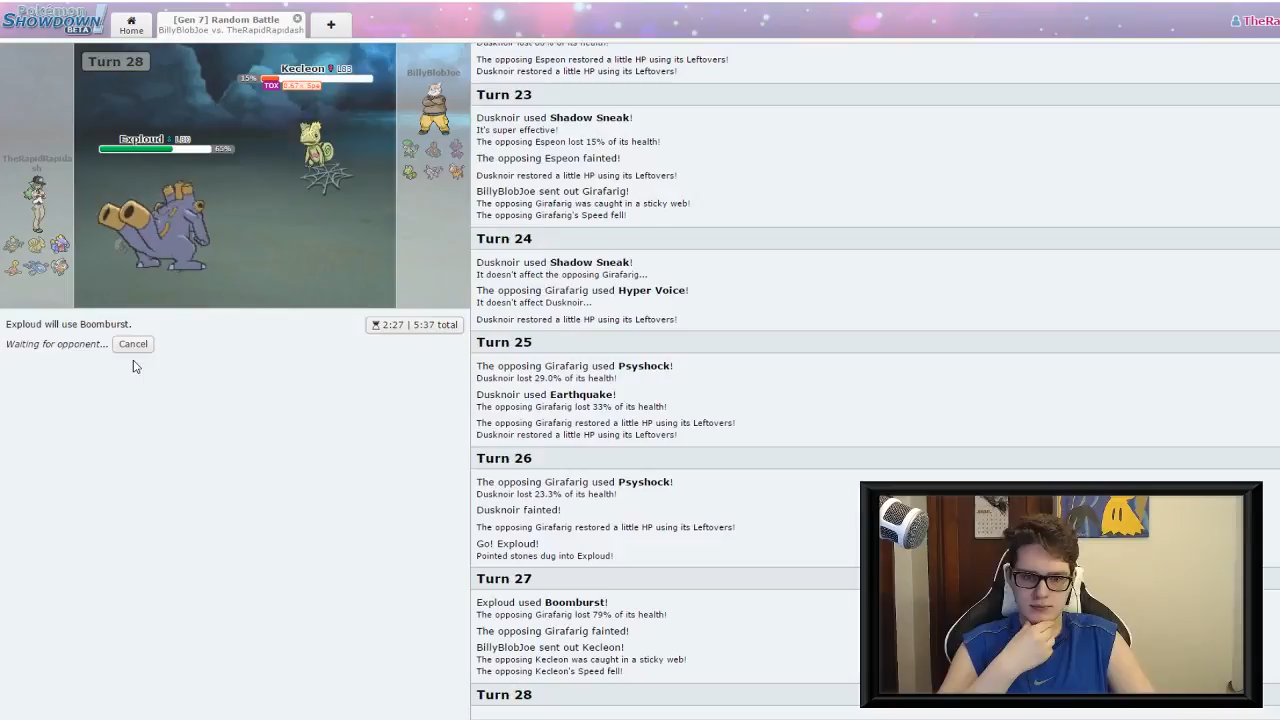 Pokémon
SHOWDOWN!
BETA
Home
[Gen 7] Random Battle
BillyBlobJoe vs. TheRapidRapidash
+
TheRa
Turn 28
Kecleon L83
15%
TOX 0.67x Spe
Exploud L80
65%
BillyBlobJoe
TheRapidRapida
sh
Exploud will use Boomburst.
2:27 | 5:37 total
Waiting for opponent...
Cancel
The opposing Espeon restored a little HP using its Leftovers!
Dusknoir restored a little HP using its Leftovers!
Turn 23
Dusknoir used Shadow Sneak!
It's super effective!
The opposing Espeon lost 15% of its health!
The opposing Espeon fainted!
Dusknoir restored a little HP using its Leftovers!
BillyBlobJoe sent out Girafarig!
The opposing Girafarig was caught in a sticky web!
The opposing Girafarig's Speed fell!
Turn 24
Dusknoir used Shadow Sneak!
It doesn't affect the opposing Girafarig...
The opposing Girafarig used Hyper Voice!
It doesn't affect Dusknoir...
Dusknoir restored a little HP using its Leftovers!
Turn 25
The opposing Girafarig used Psyshock!
Dusknoir lost 29.0% of its health!
Dusknoir used Earthquake!
The opposing Girafarig lost 33% of its health!
The opposing Girafarig restored a little HP using its Leftovers!
Dusknoir restored a little HP using its Leftovers!
Turn 26
The opposing Girafarig used Psyshock!
Dusknoir lost 23.3% of its health!
Dusknoir fainted!
The opposing Girafarig restored a little HP using its Leftovers!
Go! Exploud!
Pointed stones dug into Exploud!
Turn 27
Exploud used Boomburst!
The opposing Girafarig lost 79% of its health!
The opposing Girafarig fainted!
BillyBlobJoe sent out Kecleon!
The opposing Kecleon was caught in a sticky web!
The opposing Kecleon's Speed fell!
Turn 28